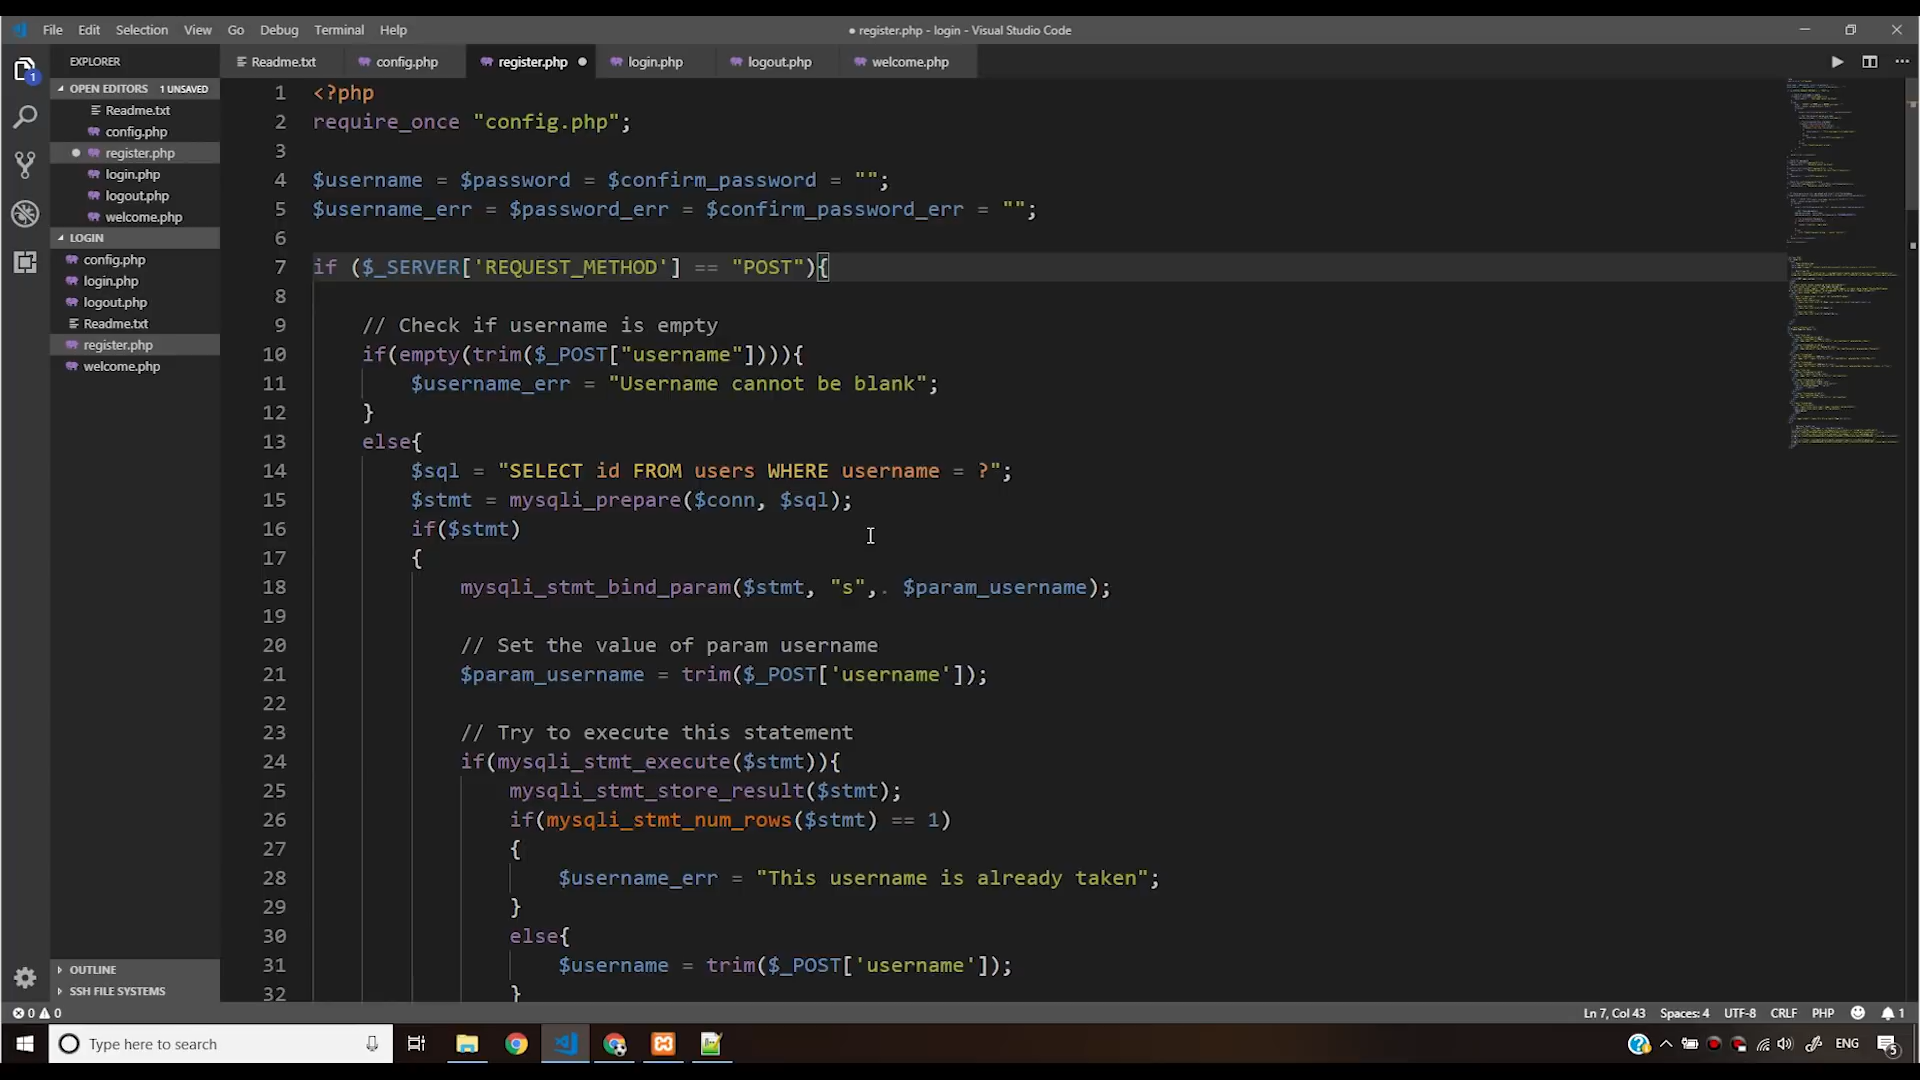 File Edit Selection View Go Debug Terminal Help
● register.php - login - Visual Studio Code
EXPLORER
Readme.txt config.php register.php login.php logout.php welcome.php
OPEN EDITORS 1 UNSAVED
Readme.txt
config.php
register.php
login.php
logout.php
welcome.php
LOGIN
config.php
login.php
logout.php
Readme.txt
register.php
welcome.php
OUTLINE
SSH FILE SYSTEMS
1 <?php
2 require_once "config.php";
3
4 $username = $password = $confirm_password = "";
5 $username_err = $password_err = $confirm_password_err = "";
6
7 if ($_SERVER['REQUEST_METHOD'] == "POST"){
8
9 // Check if username is empty
10 if(empty(trim($_POST["username"]))){
11 $username_err = "Username cannot be blank";
12 }
13 else{
14 $sql = "SELECT id FROM users WHERE username = ?";
15 $stmt = mysqli_prepare($conn, $sql);
16 if($stmt)
17 {
18 mysqli_stmt_bind_param($stmt, "s",. $param_username);
19
20 // Set the value of param username
21 $param_username = trim($_POST['username']);
22
23 // Try to execute this statement
24 if(mysqli_stmt_execute($stmt)){
25 mysqli_stmt_store_result($stmt);
26 if(mysqli_stmt_num_rows($stmt) == 1)
27 {
28 $username_err = "This username is already taken";
29 }
30 else{
31 $username = trim($_POST['username']);
32 }
0 0
Ln 7, Col 43 Spaces: 4 UTF-8 CRLF PHP 1
Type here to search
ENG
5